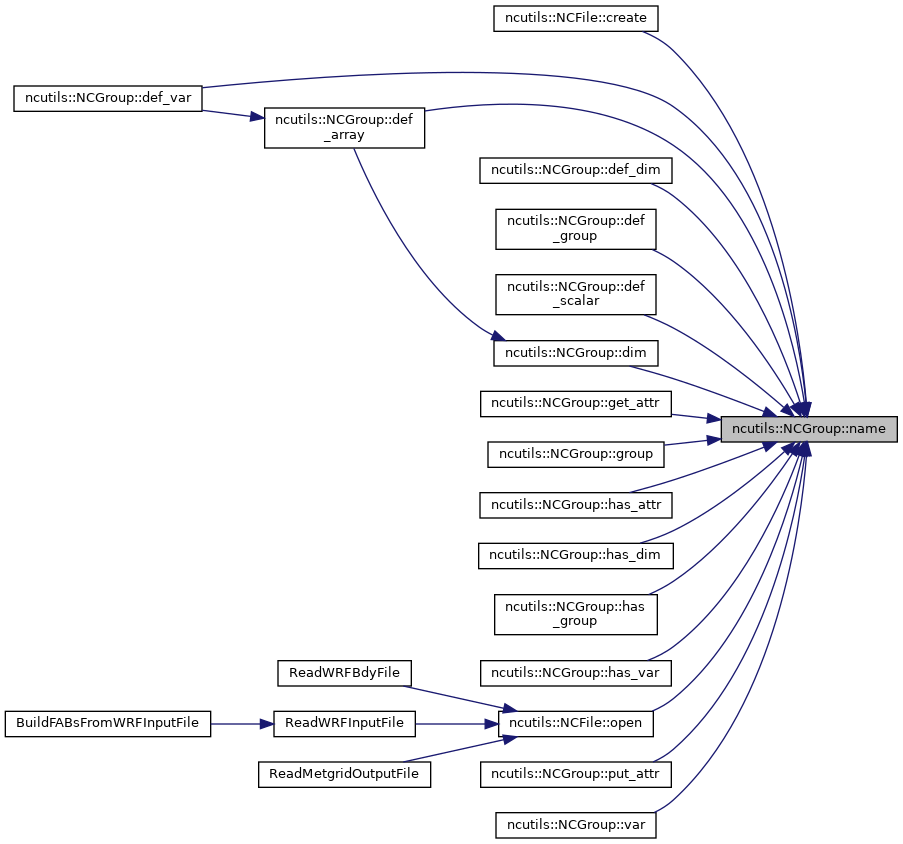 ncutils::NCFile::create
ncutils::NCGroup::def_var
ncutils::NCGroup::def
_array
ncutils::NCGroup::def_dim
ncutils::NCGroup::def
_group
ncutils::NCGroup::def
_scalar
ncutils::NCGroup::dim
ncutils::NCGroup::get_attr
ncutils::NCGroup::name
ncutils::NCGroup::group
ncutils::NCGroup::has_attr
ncutils::NCGroup::has_dim
ncutils::NCGroup::has
_group
ncutils::NCGroup::has_var
ReadWRFBdyFile
BuildFABsFromWRFInputFile
ReadWRFInputFile
ncutils::NCFile::open
ReadMetgridOutputFile
ncutils::NCGroup::put_attr
ncutils::NCGroup::var